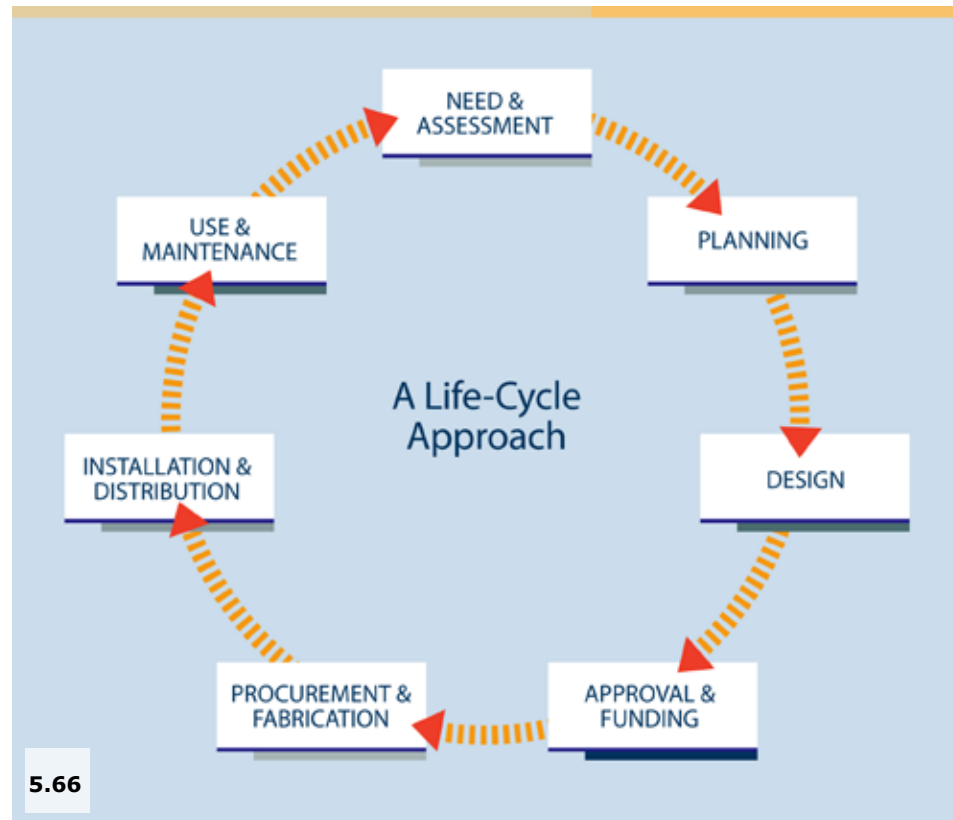 NEED &
ASSESSMENT
PLANNING
DESIGN
APPROVAL &
FUNDING
PROCUREMENT &
FABRICATION
INSTALLATION &
DISTRIBUTION
USE &
MAINTENANCE
A Life-Cycle
Approach
5.66